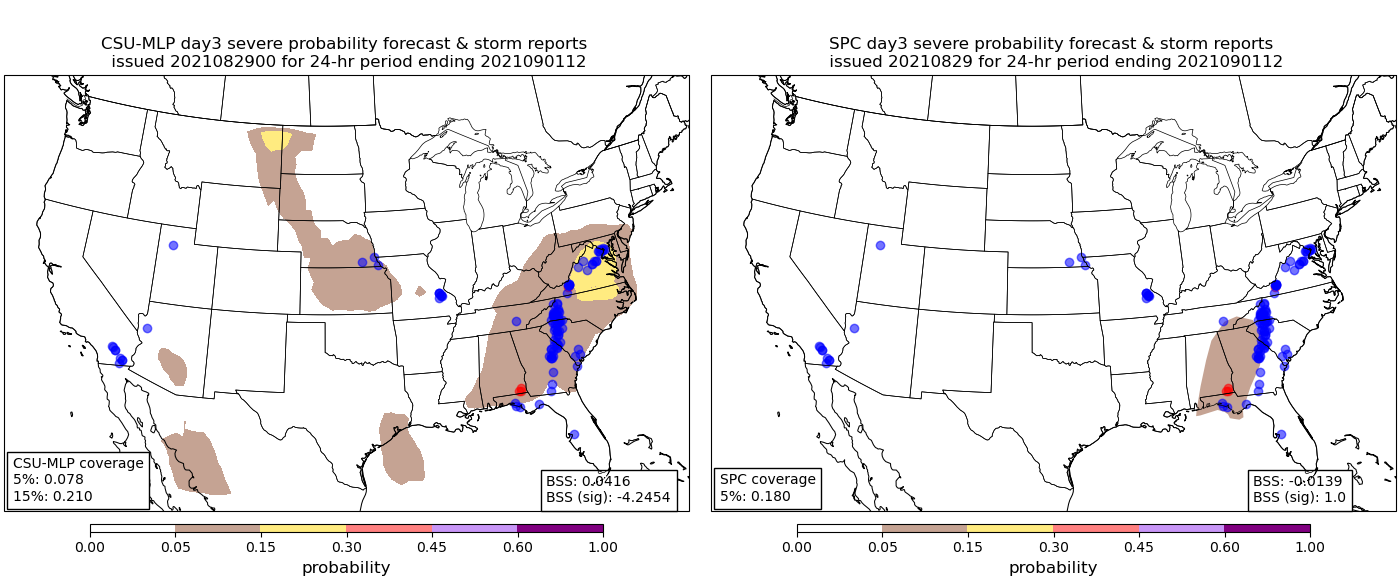 CSU-MLP day3 severe probability forecast & storm reports
issued 2021082900 for 24-hr period ending 2021090112
CSU-MLP coverage
5%: 0.078
15%: 0.210
BSS: 0.0416
BSS (sig): -4.2454
0.00 0.05 0.15 0.30 0.45 0.60 1.00
probability
SPC day3 severe probability forecast & storm reports
issued 20210829 for 24-hr period ending 2021090112
SPC coverage
5%: 0.180
BSS: -0.0139
BSS (sig): 1.0
0.00 0.05 0.15 0.30 0.45 0.60 1.00
probability